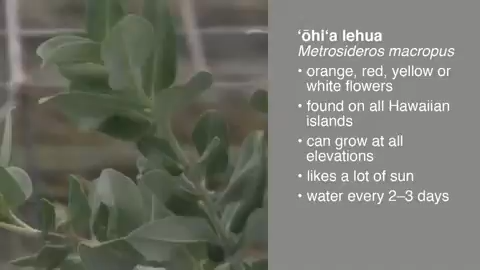 ʻōhiʻa lehua
Metrosideros macropus
• orange, red, yellow or
white flowers
• found on all Hawaiian
islands
• can grow at all
elevations
• likes a lot of sun
• water every 2–3 days